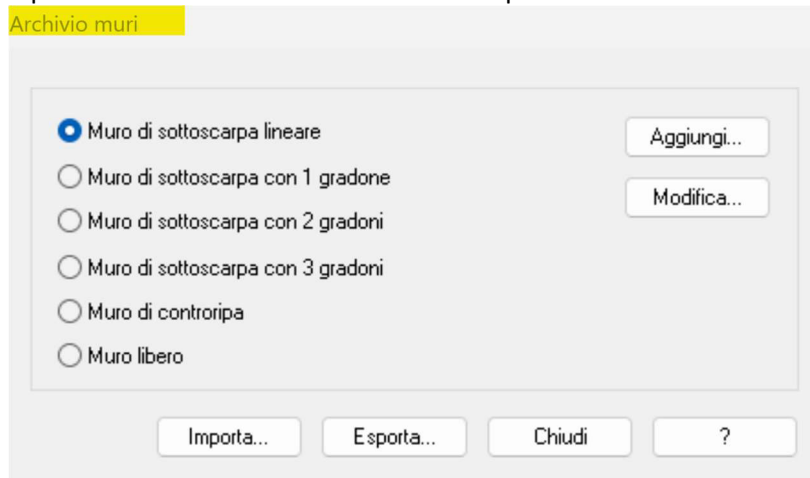 Archivio muri
Muro di sottoscarpa lineare
Aggiungi...
Muro di sottoscarpa con 1 gradone
Modifica...
Muro di sottoscarpa con 2 gradoni
Muro di sottoscarpa con 3 gradoni
Muro di controripa
Muro libero
Importa...
Esporta...
Chiudi
?